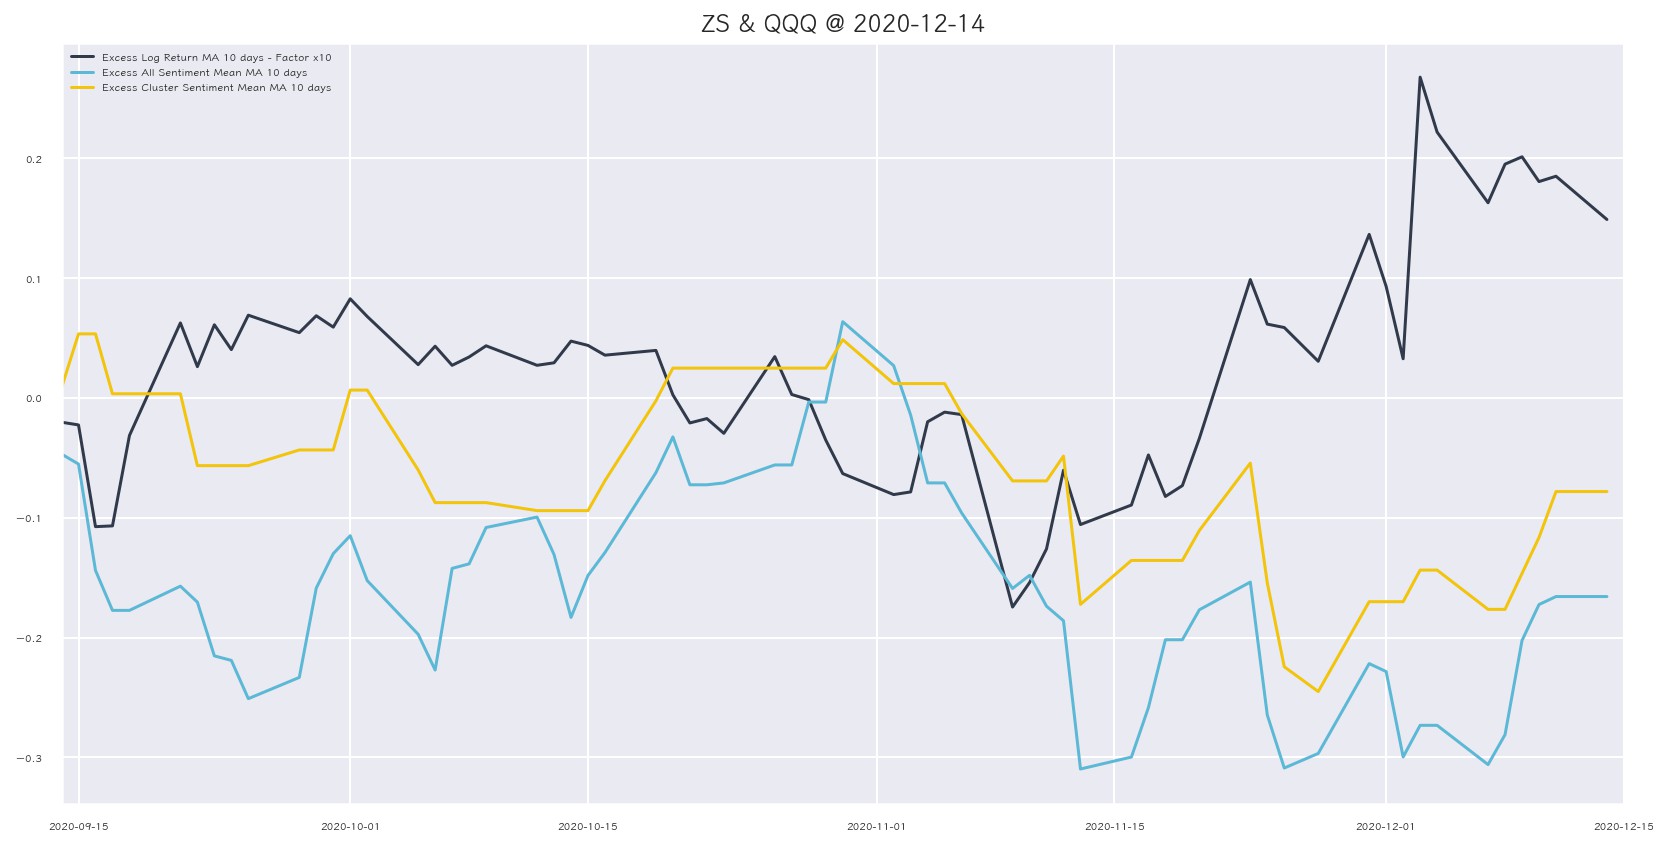 ZS & QQQ @ 2020-12-14
Excess Log Return MA 10 days - Factor x10
Excess All Sentiment Mean MA 10 days
Excess Cluster Sentiment Mean MA 10 days
0.2
0.1
0.0
−0.1
−0.2
−0.3
2020-09-15 2020-10-01 2020-10-15 2020-11-01 2020-11-15 2020-12-01 2020-12-15